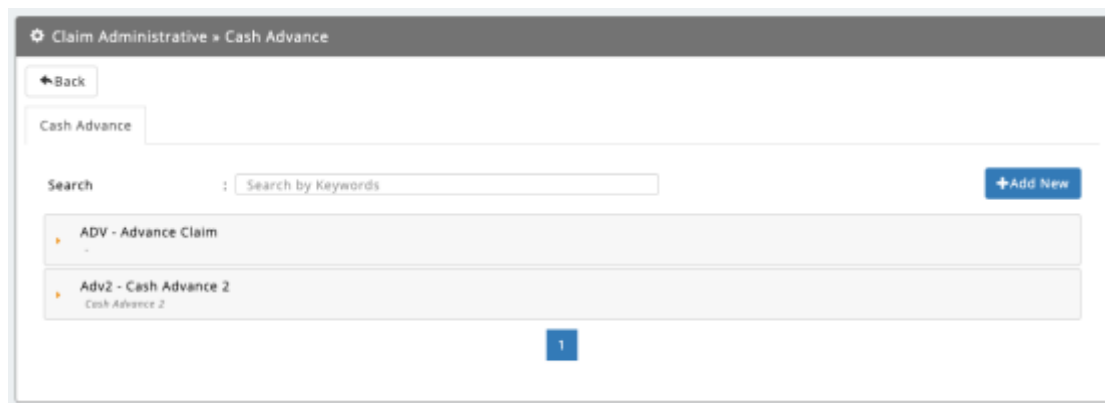 Claim Administrative » Cash Advance
Back
Cash Advance
Search : Search by Keywords +Add New
ADV - Advance Claim
-
Adv2 - Cash Advance 2
Cash Advance 2
1